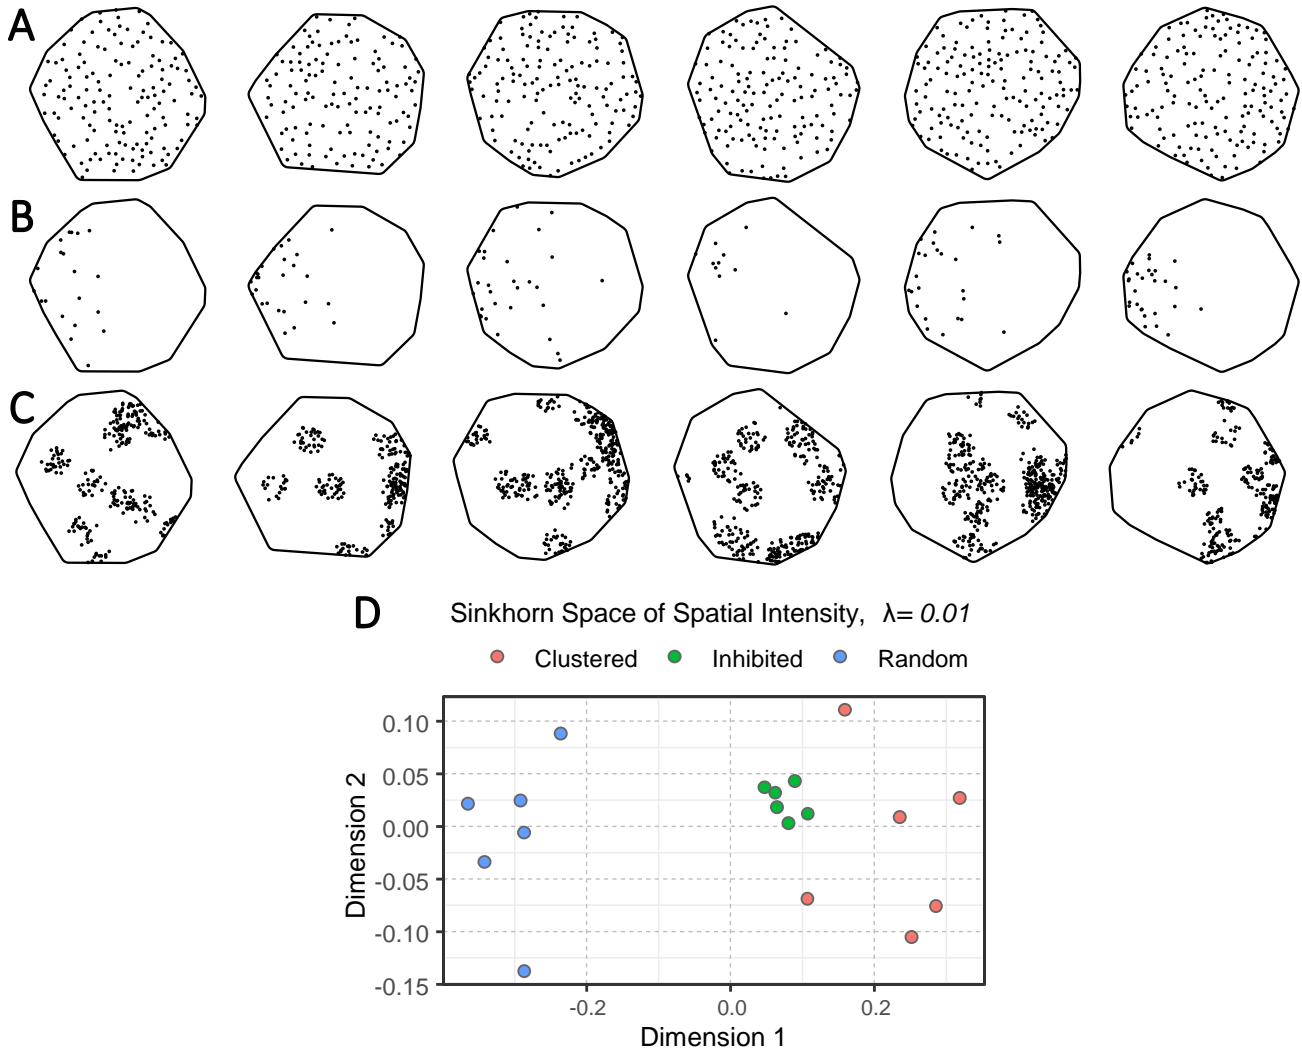 A
B
C
D
Sinkhorn Space of Spatial Intensity, λ= 0.01
Clustered Inhibited Random
0.10
0.05
0.00
-0.05
-0.10
-0.15
Dimension 2
-0.2 0.0 0.2
Dimension 1